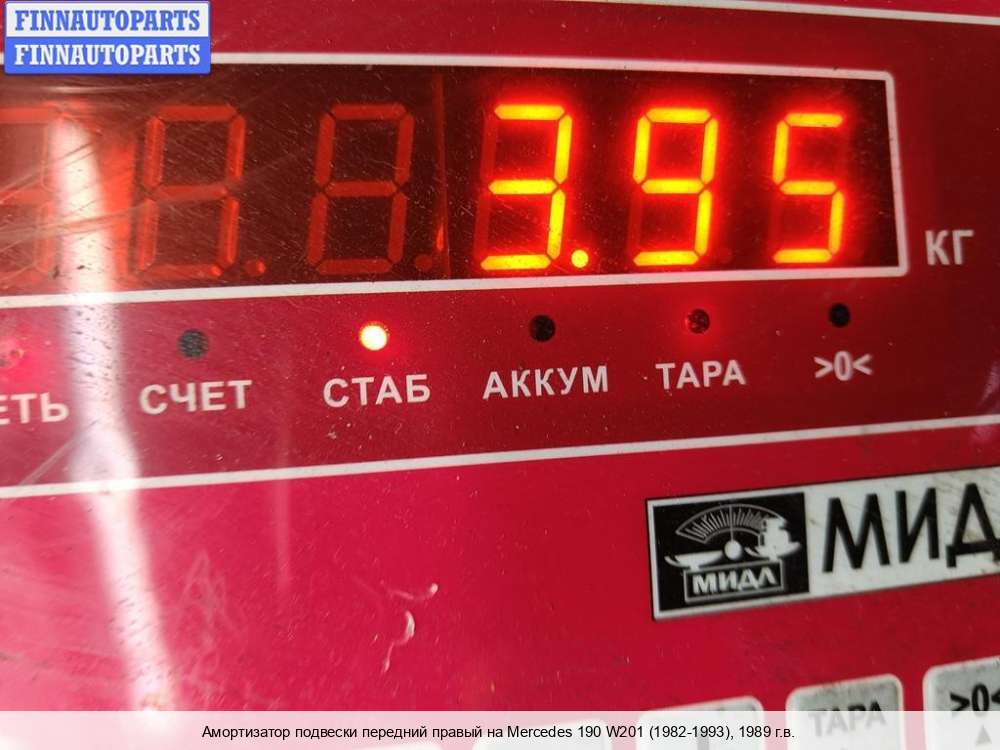 FINNAUTOPARTS
FINNAUTOPARTS
3.95
КГ
СЧЕТ СТАБ АККУМ ТАРА >0<
МИДЛ
ТАРА >0<
Амортизатор подвески передний правый на Mercedes 190 W201 (1982-1993), 1989 г.в.